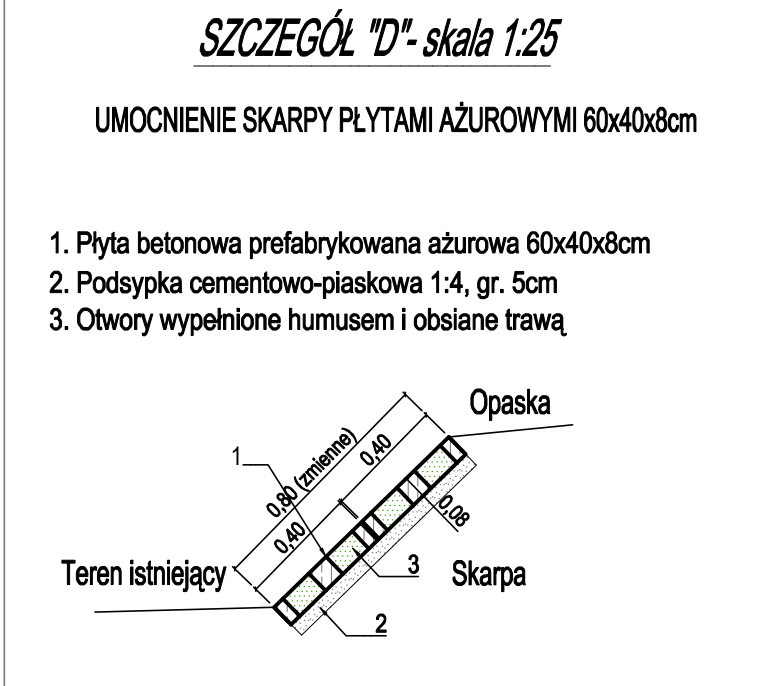 SZCZEGÓŁ "D"- skala 1:25
UMOCNIENIE SKARPY PŁYTAMI AŻUROWYMI 60x40x8cm
1. Płyta betonowa prefabrykowana ażurowa 60x40x8cm
2. Podsypka cementowo-piaskowa 1:4, gr. 5cm
3. Otwory wypełnione humusem i obsiane trawą
Opaska
0,80 (zmienne)
0,40
1
0,08
0,40
3
Teren istniejący
Skarpa
2